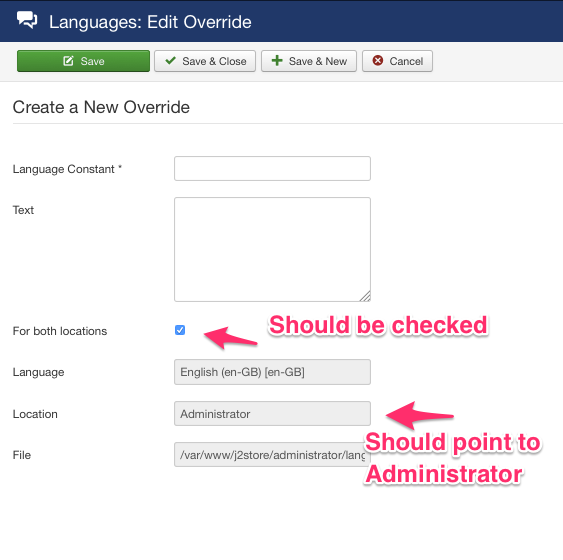 Languages: Edit Override
Save
Save & Close
Save & New
Cancel
Create a New Override
Language Constant *
Text
For both locations
Should be checked
Language
English (en-GB) [en-GB]
Location
Administrator
Should point to
Administrator
File
/var/www/j2store/administrator/lang